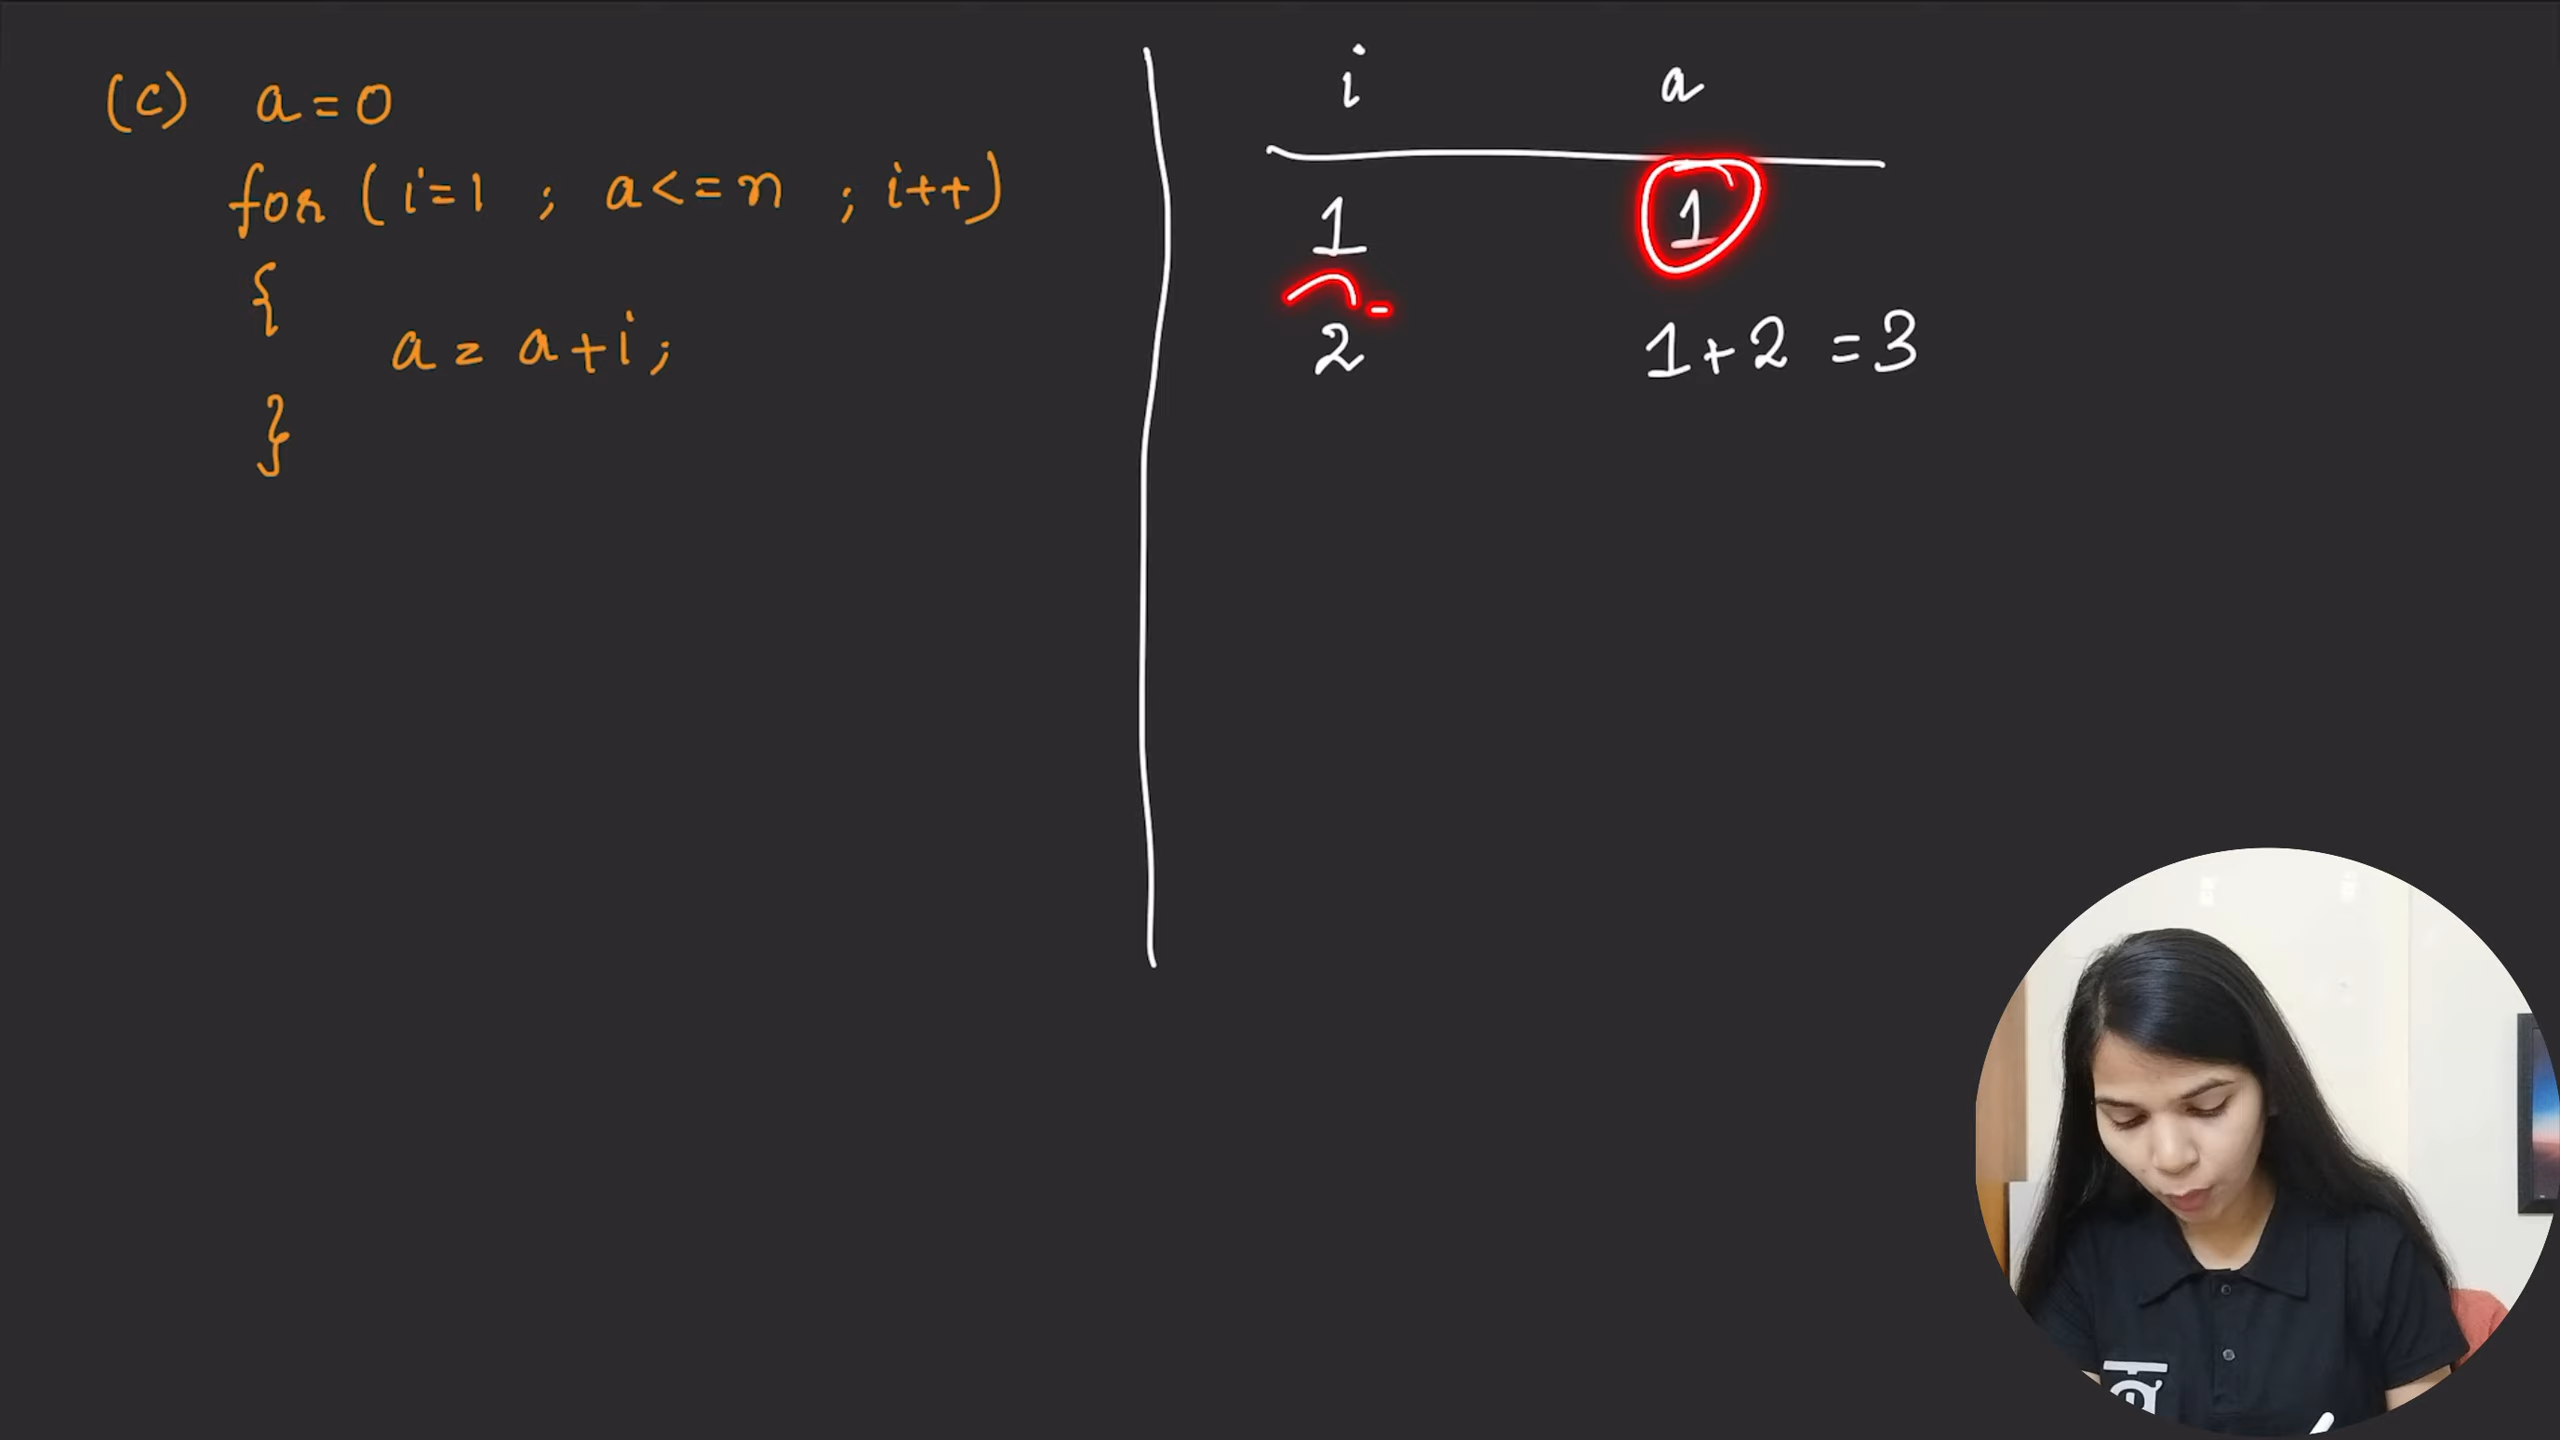 (c) a=0
for (i=1 ; a<=n ; i++)
{
a = a+i;
}
i a
1 1
2 1+2 =3